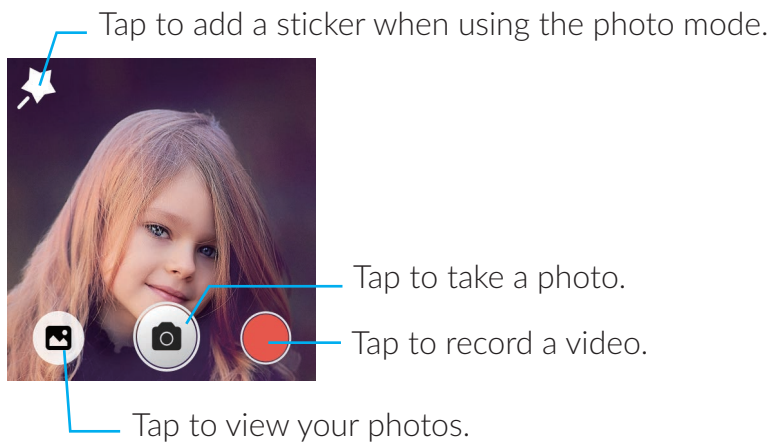 Tap to add a sticker when using the photo mode.
Tap to take a photo.
Tap to record a video.
Tap to view your photos.